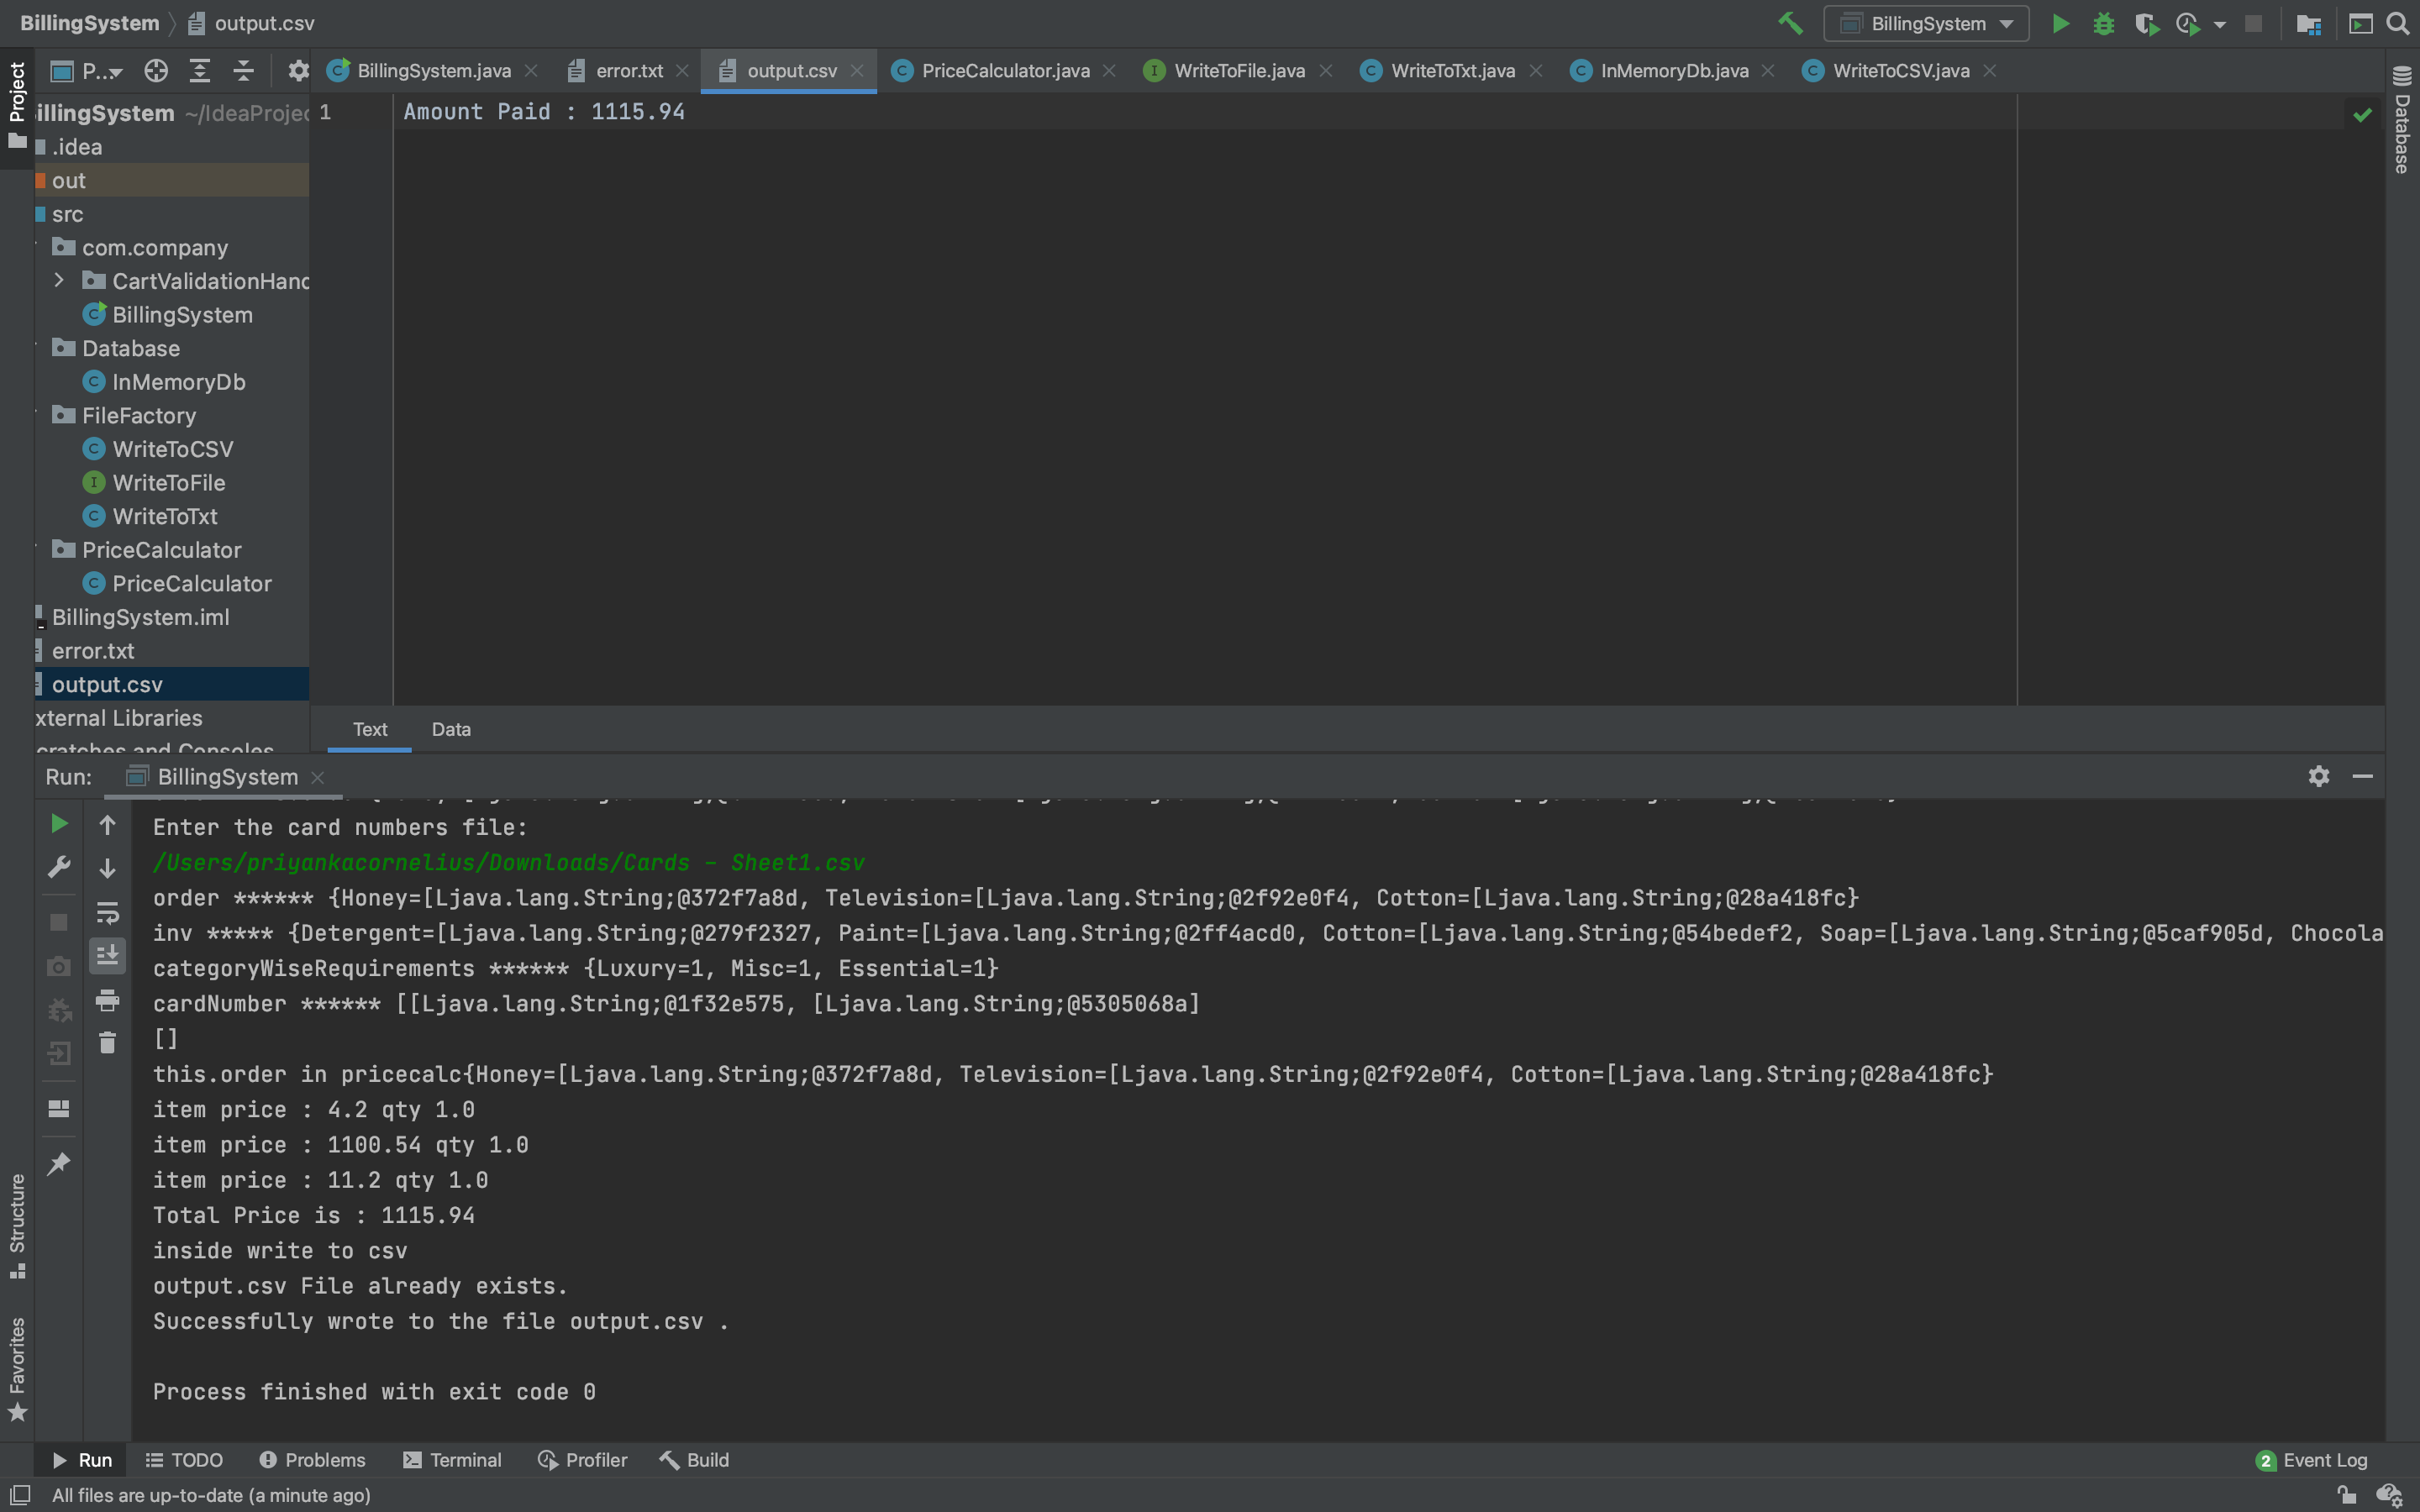 BillingSystem output.csv
BillingSystem
Project
P...
BillingSystem.java
error.txt
output.csv
PriceCalculator.java
WriteToFile.java
WriteToTxt.java
InMemoryDb.java
WriteToCSV.java
Database
illingSystem ~/IdeaProjec
.idea
out
src
com.company
CartValidationHand
BillingSystem
Database
InMemoryDb
FileFactory
WriteToCSV
WriteToFile
WriteToTxt
PriceCalculator
PriceCalculator
BillingSystem.iml
error.txt
output.csv
xternal Libraries
cratches and Consoles
1 Amount Paid : 1115.94
Text Data
Run: BillingSystem
Enter the card numbers file:
/Users/priyankacornelius/Downloads/Cards - Sheet1.csv
order ****** {Honey=[Ljava.lang.String;@372f7a8d, Television=[Ljava.lang.String;@2f92e0f4, Cotton=[Ljava.lang.String;@28a418fc}
inv ***** {Detergent=[Ljava.lang.String;@279f2327, Paint=[Ljava.lang.String;@2ff4acd0, Cotton=[Ljava.lang.String;@54bedef2, Soap=[Ljava.lang.String;@5caf905d, Chocola
categoryWiseRequirements ****** {Luxury=1, Misc=1, Essential=1}
cardNumber ****** [[Ljava.lang.String;@1f32e575, [Ljava.lang.String;@5305068a]
[]
this.order in pricecalc{Honey=[Ljava.lang.String;@372f7a8d, Television=[Ljava.lang.String;@2f92e0f4, Cotton=[Ljava.lang.String;@28a418fc}
item price : 4.2 qty 1.0
item price : 1100.54 qty 1.0
item price : 11.2 qty 1.0
Total Price is : 1115.94
inside write to csv
output.csv File already exists.
Successfully wrote to the file output.csv .
Process finished with exit code 0
Structure
Favorites
Run TODO Problems Terminal Profiler Build 2 Event Log
All files are up-to-date (a minute ago)